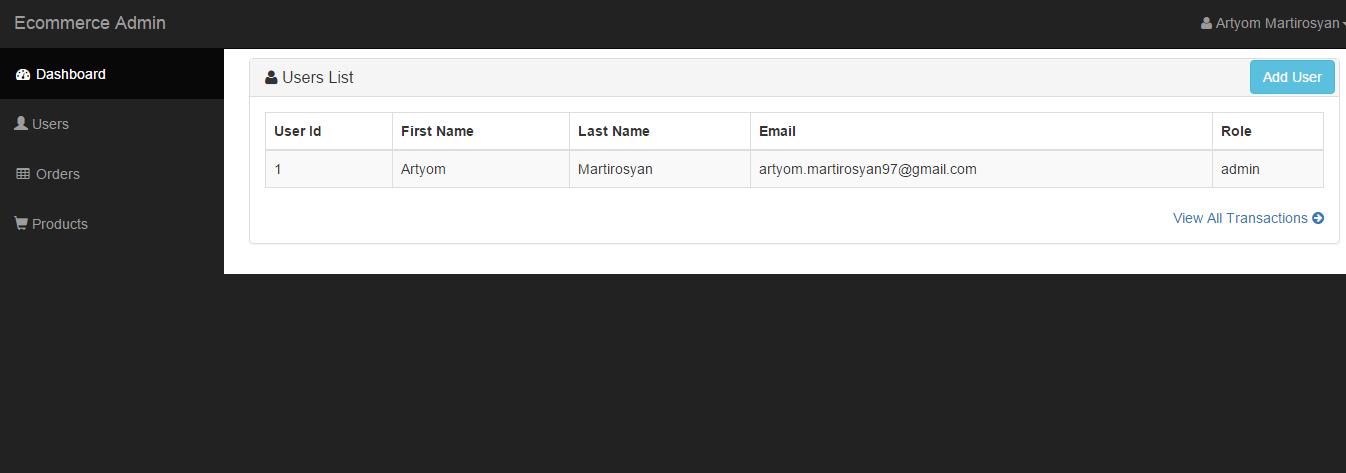 Ecommerce Admin
Artyom Martirosyan
Dashboard
Users
Orders
Products
Users List
Add User
User Id First Name Last Name Email Role
1 Artyom Martirosyan artyom.martirosyan97@gmail.com admin
View All Transactions